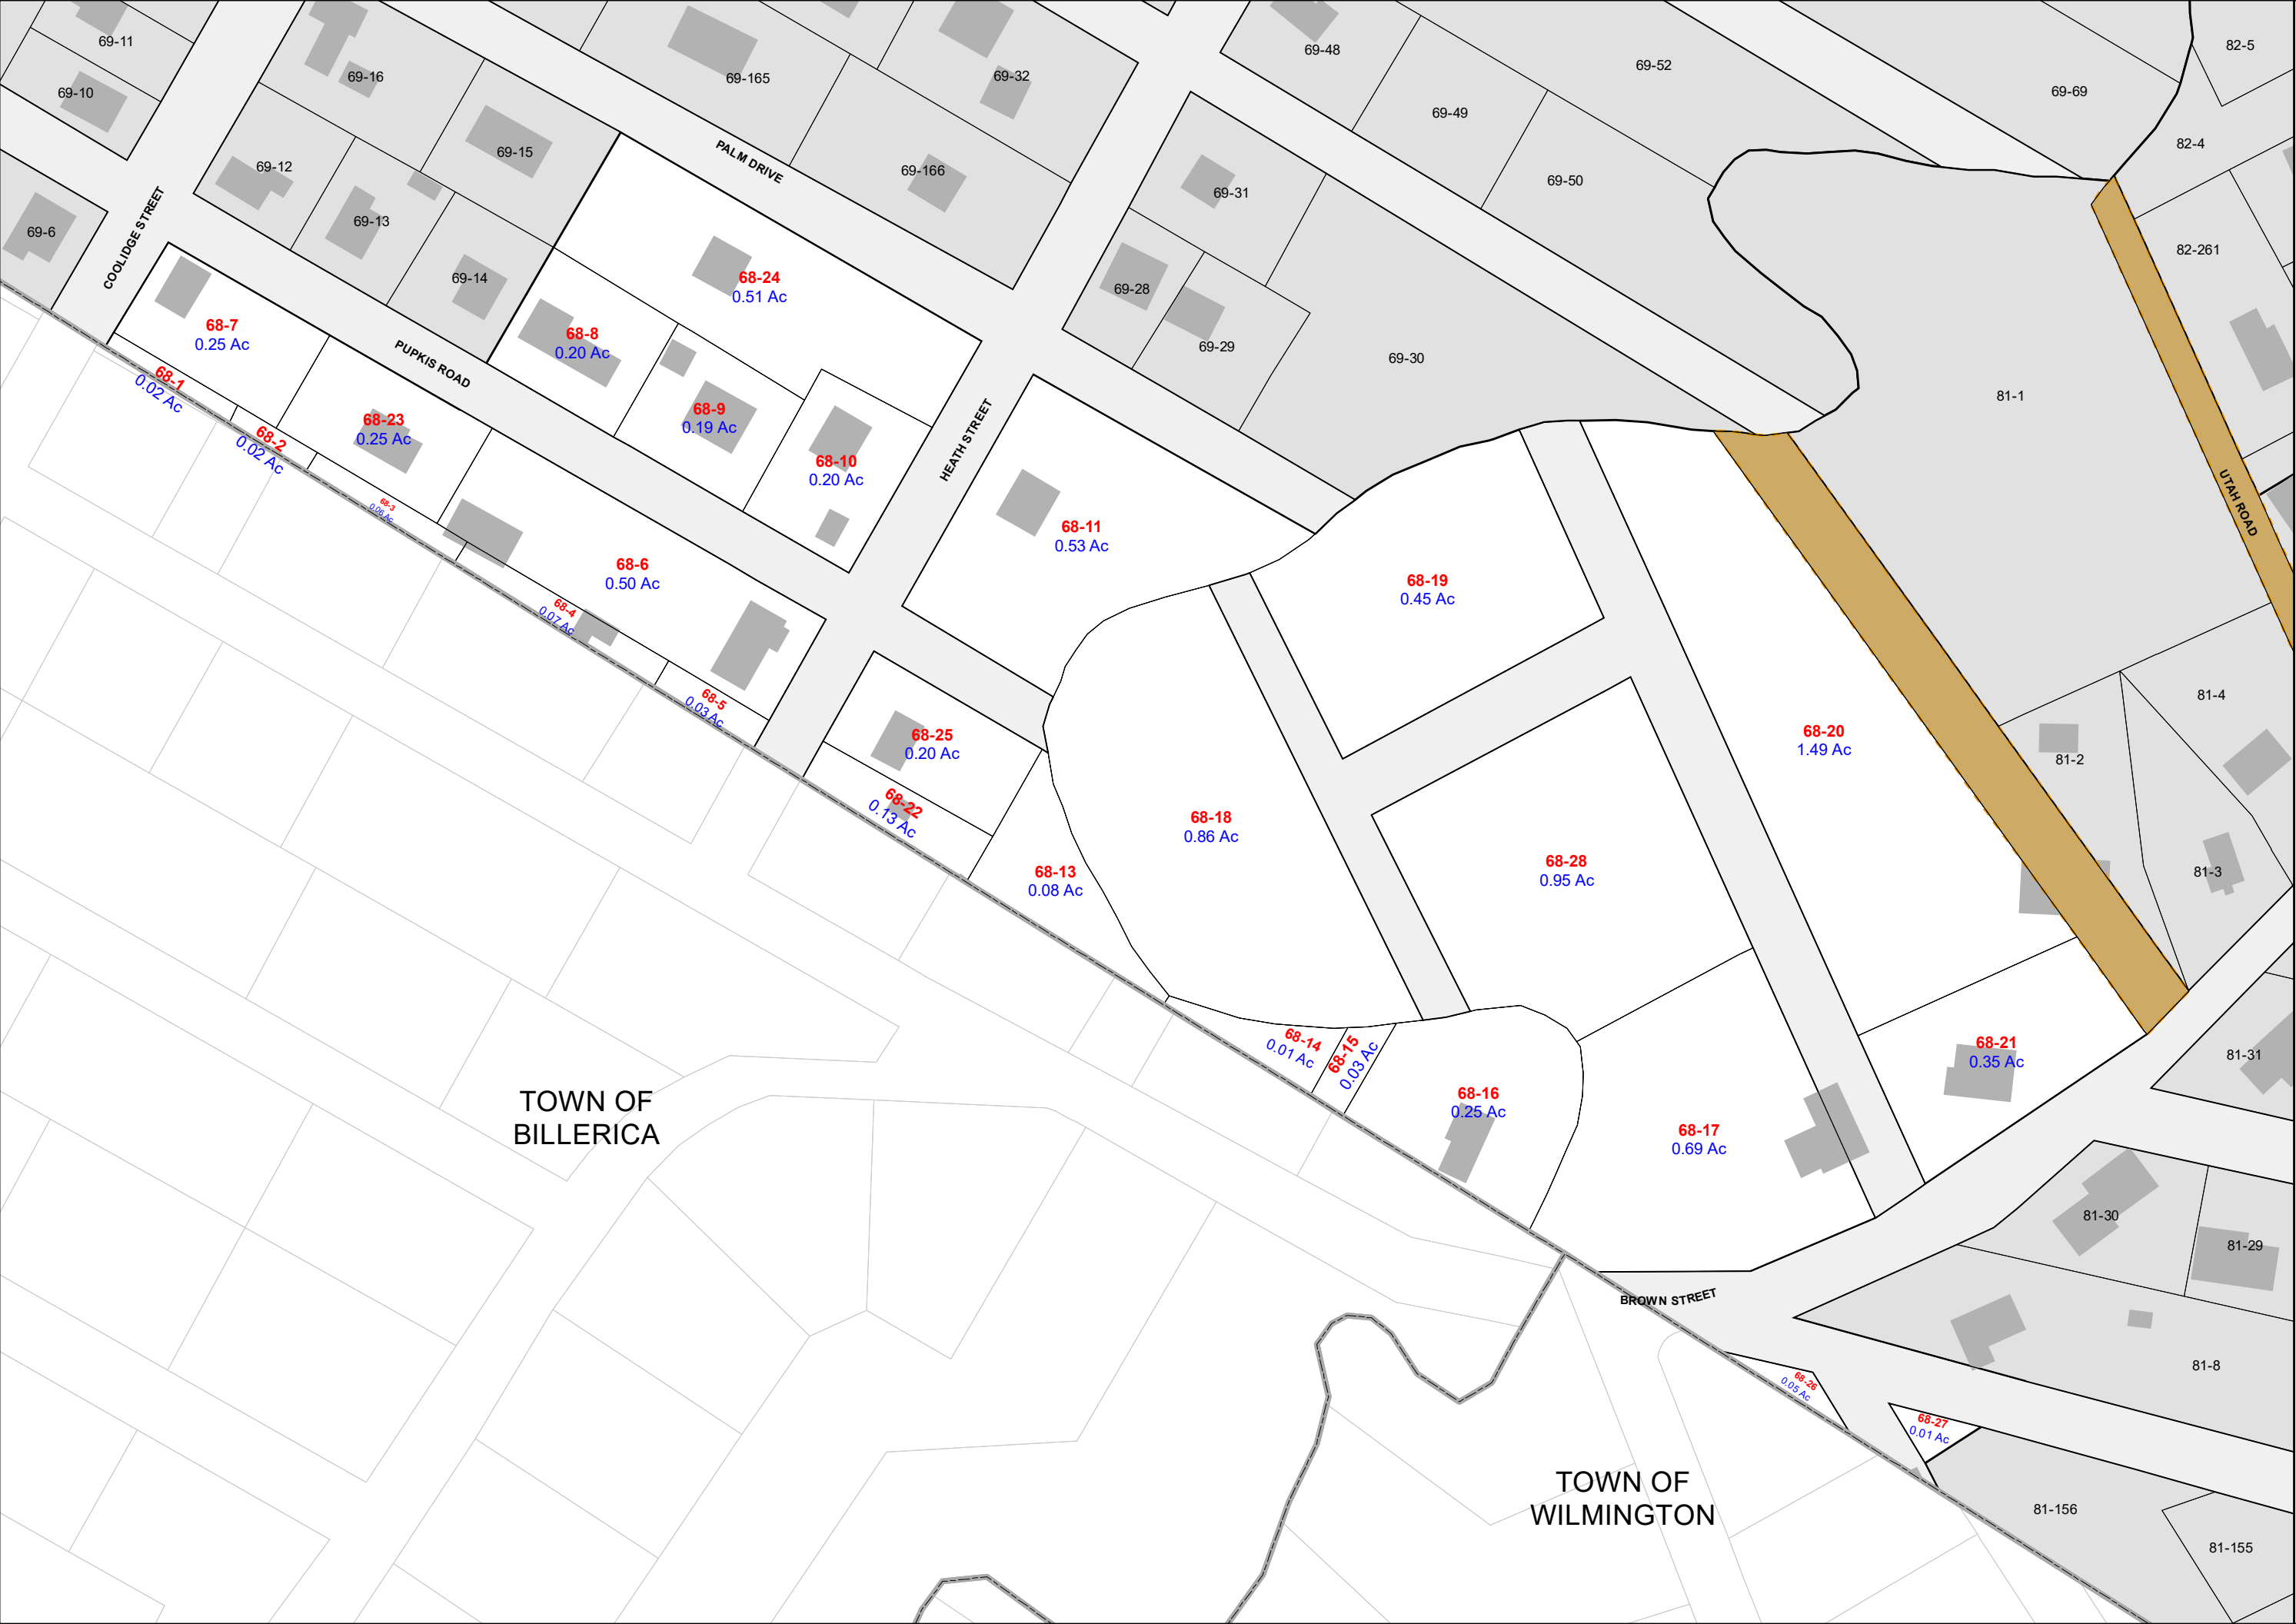 69-11
69-10
69-16
69-165
69-32
69-48
69-52
82-5
69-69
69-49
82-4
69-12
69-15
PALM DRIVE
69-166
69-31
69-50
COOLIDGE STREET
69-6
69-13
69-14
68-24
0.51 Ac
69-28
82-261
68-7
0.25 Ac
PUPKIS ROAD
68-8
0.20 Ac
69-29
69-30
68-1
0.02 Ac
81-1
68-23
0.25 Ac
68-9
0.19 Ac
HEATH STREET
68-2
0.02 Ac
68-10
0.20 Ac
UTAH ROAD
68-3
0.06 Ac
68-11
0.53 Ac
68-6
0.50 Ac
68-19
0.45 Ac
68-4
0.07 Ac
68-5
0.03 Ac
81-4
68-25
0.20 Ac
68-20
1.49 Ac
81-2
68-22
0.13 Ac
68-18
0.86 Ac
68-13
0.08 Ac
68-28
0.95 Ac
81-3
68-14
0.01 Ac
68-15
0.03 Ac
68-21
0.35 Ac
81-31
TOWN OF
BILLERICA
68-16
0.25 Ac
68-17
0.69 Ac
81-30
81-29
BROWN STREET
81-8
68-26
0.05 Ac
68-27
0.01 Ac
TOWN OF
WILMINGTON
81-156
81-155